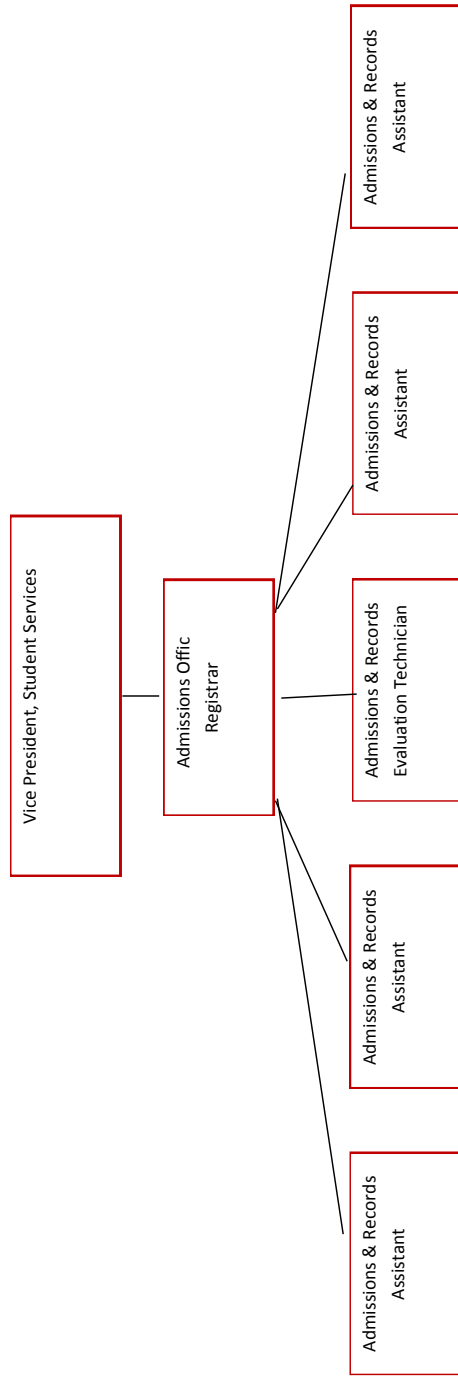 Vice President, Student Services
Admissions Offic
Registrar
Admissions & Records
Assistant
Admissions & Records
Assistant
Admissions & Records
Evaluation Technician
Admissions & Records
Assistant
Admissions & Records
Assistant